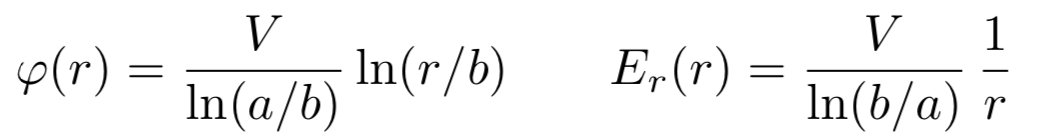 φ(r) = V/ln(a/b) ln(r/b)    E_r(r) = V/ln(b/a) 1/r